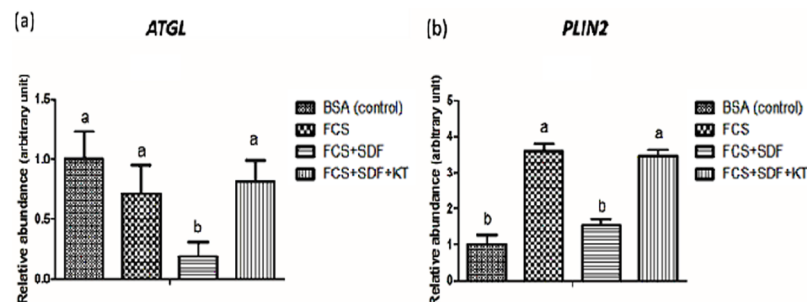 (a)
ATGL
Relative abundance (arbitrary unit)
1.5
1.0
0.5
0.0
a
a
b
a
BSA (control)
FCS
FCS+SDF
FCS+SDF+KT
(b)
PLIN2
Relative abundance (arbitrary unit)
5
4
3
2
1
0
b
a
b
a
BSA (control)
FCS
FCS+SDF
FCS+SDF+KT